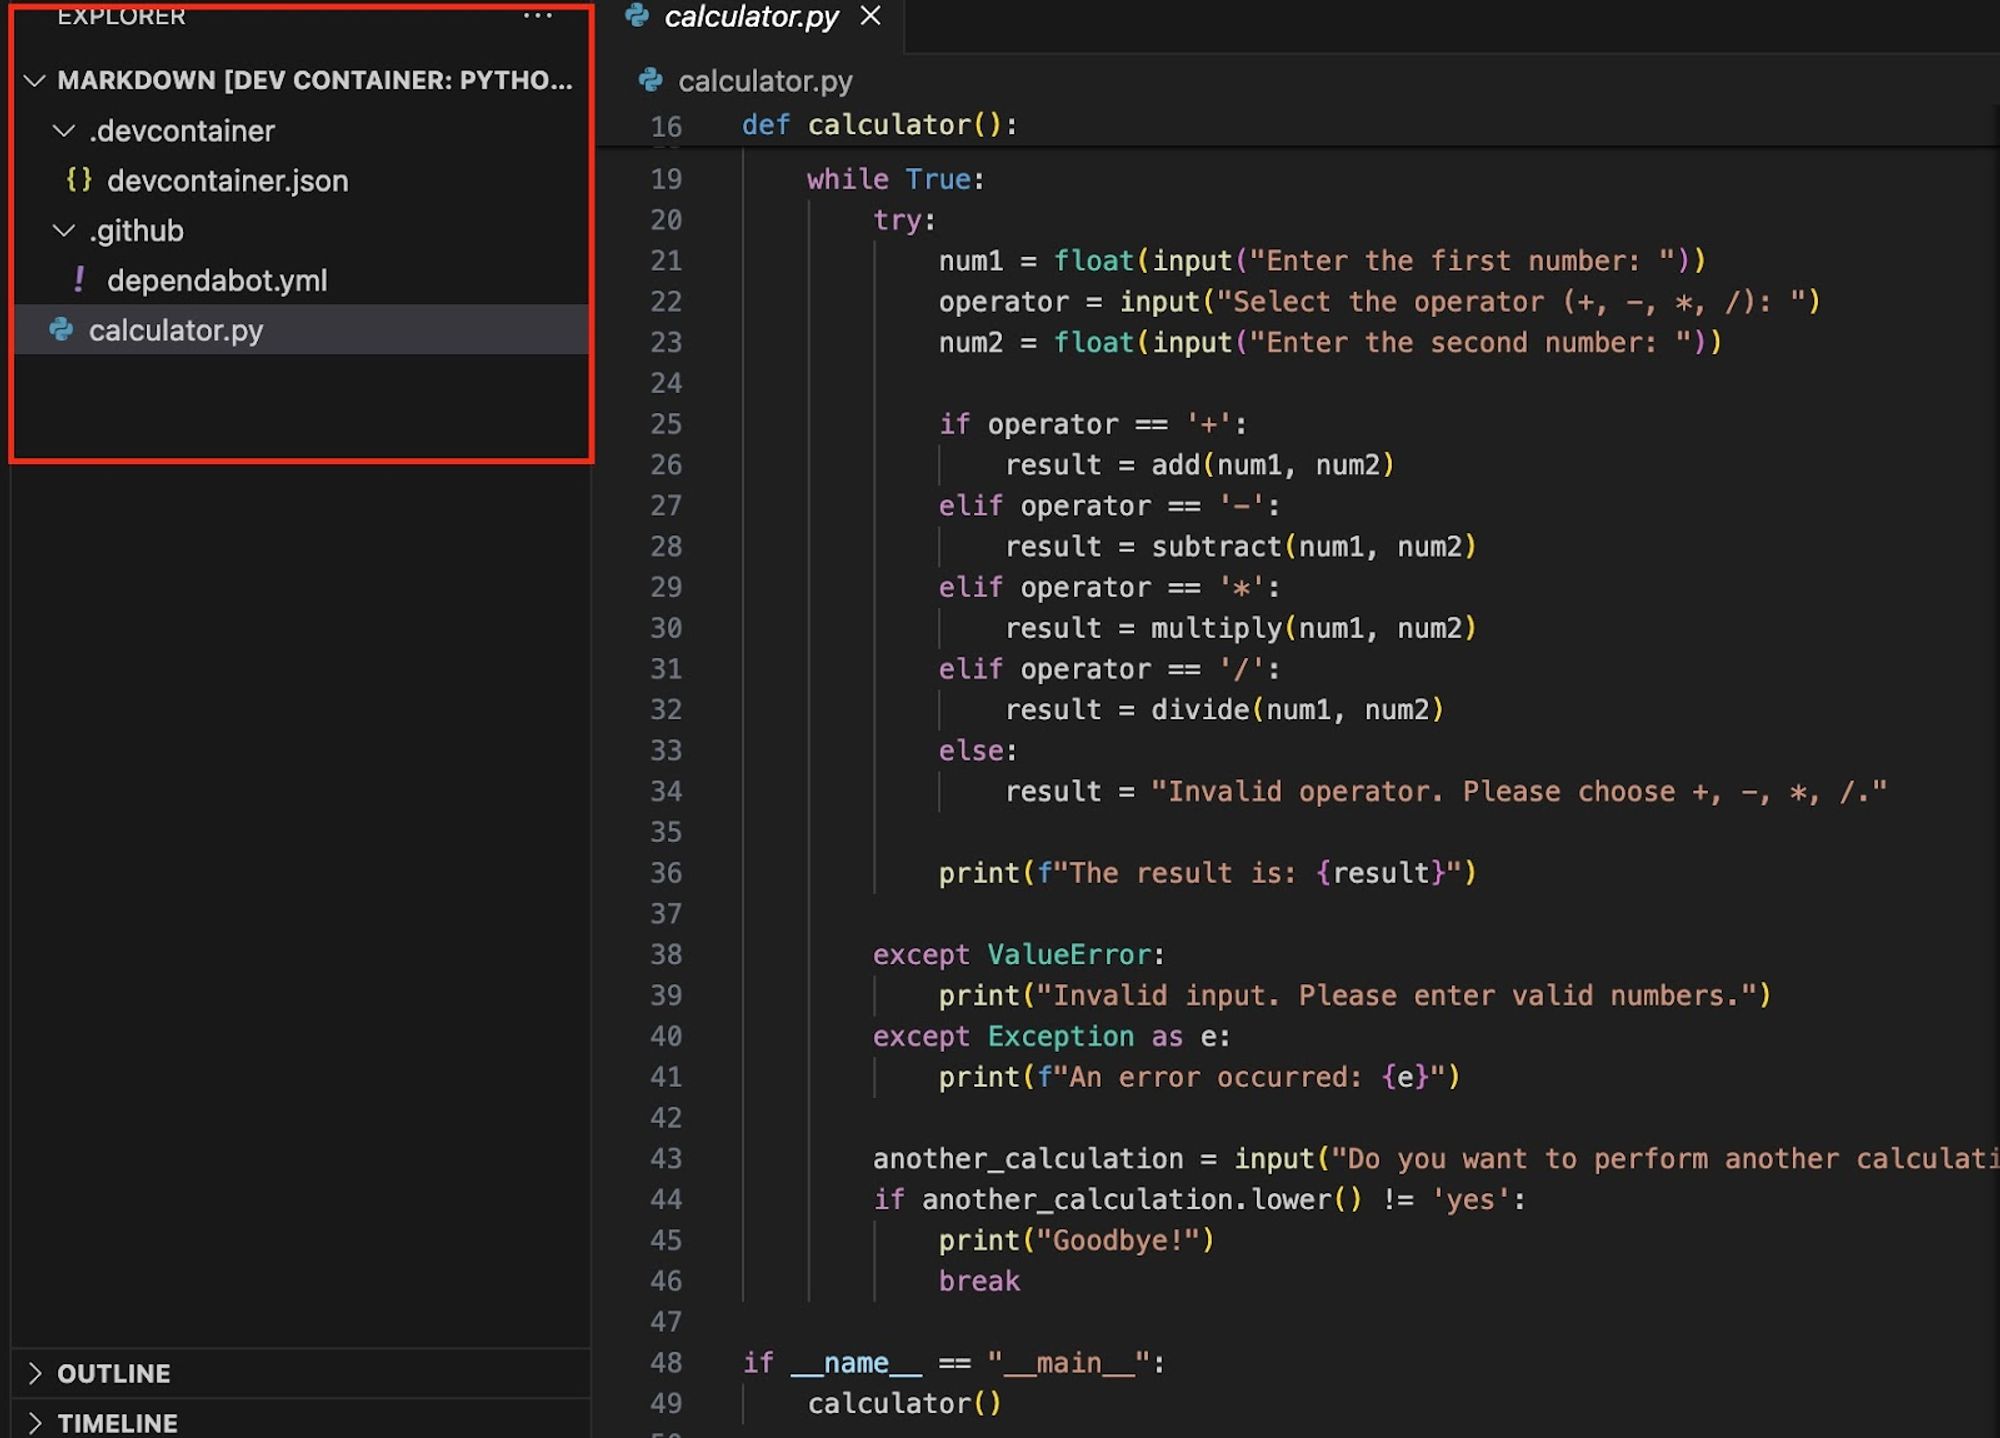 EXPLORER ...
MARKDOWN [DEV CONTAINER: PYTHO...
.devcontainer
{} devcontainer.json
.github
! dependabot.yml
calculator.py
OUTLINE
TIMELINE
calculator.py
calculator.py
16 def calculator():
19 while True:
20 try:
21 num1 = float(input("Enter the first number: "))
22 operator = input("Select the operator (+, -, *, /): ")
23 num2 = float(input("Enter the second number: "))
24
25 if operator == '+':
26 result = add(num1, num2)
27 elif operator == '-':
28 result = subtract(num1, num2)
29 elif operator == '*':
30 result = multiply(num1, num2)
31 elif operator == '/':
32 result = divide(num1, num2)
33 else:
34 result = "Invalid operator. Please choose +, -, *, /."
35
36 print(f"The result is: {result}")
37
38 except ValueError:
39 print("Invalid input. Please enter valid numbers.")
40 except Exception as e:
41 print(f"An error occurred: {e}")
42
43 another_calculation = input("Do you want to perform another calculati
44 if another_calculation.lower() != 'yes':
45 print("Goodbye!")
46 break
47
48 if __name__ == "__main__":
49 calculator()